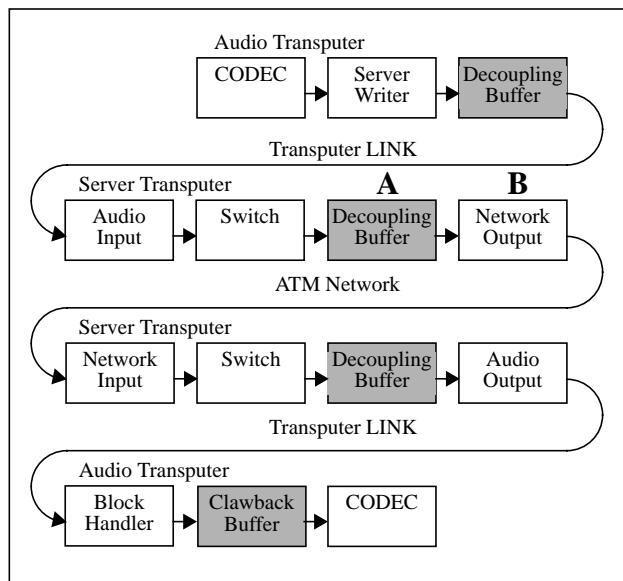 Audio Transputer
CODEC
Server
Writer
Decoupling
Buffer
Transputer LINK
Server Transputer
A
B
Audio
Input
Switch
Decoupling
Buffer
Network
Output
ATM Network
Server Transputer
Network
Input
Switch
Decoupling
Buffer
Audio
Output
Transputer LINK
Audio Transputer
Block
Handler
Clawback
Buffer
CODEC